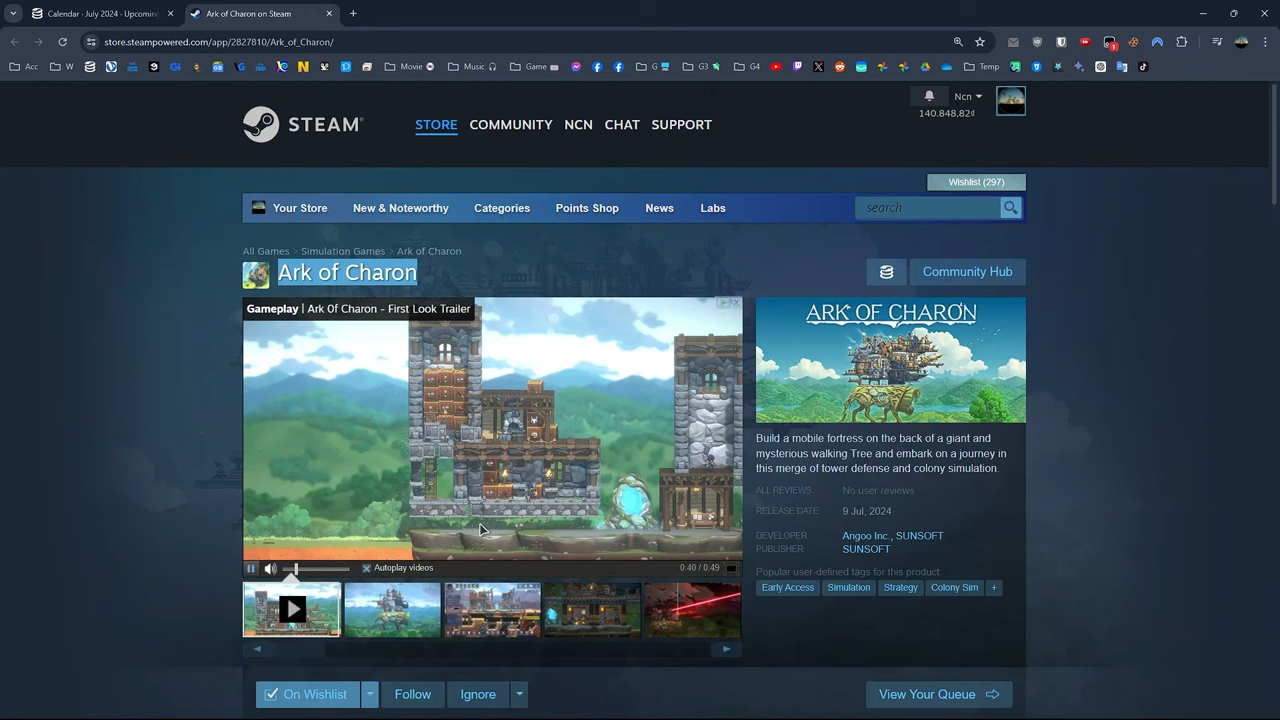 Calendar · July 2024 · Upcoming
Ark of Charon on Steam
store.steampowered.com/app/2827810/Ark_of_Charon/
Acc
W
Movie
Music
Game
G
G3
G4
Temp
STEAM
STORE COMMUNITY NCN CHAT SUPPORT
Ncn
140.848,82₫
Wishlist (297)
Your Store New & Noteworthy Categories Points Shop News Labs
search
All Games > Simulation Games > Ark of Charon
Ark of Charon
Community Hub
Gameplay | Ark Of Charon - First Look Trailer
ARK OF CHARON
Build a mobile fortress on the back of a giant and
mysterious walking Tree and embark on a journey in
this merge of tower defense and colony simulation.
ALL REVIEWS: No user reviews
RELEASE DATE: 9 Jul, 2024
DEVELOPER: Angoo Inc., SUNSOFT
PUBLISHER: SUNSOFT
Popular user-defined tags for this product:
Early Access Simulation Strategy Colony Sim +
Autoplay videos
0:40 / 0:49
On Wishlist Follow Ignore
View Your Queue